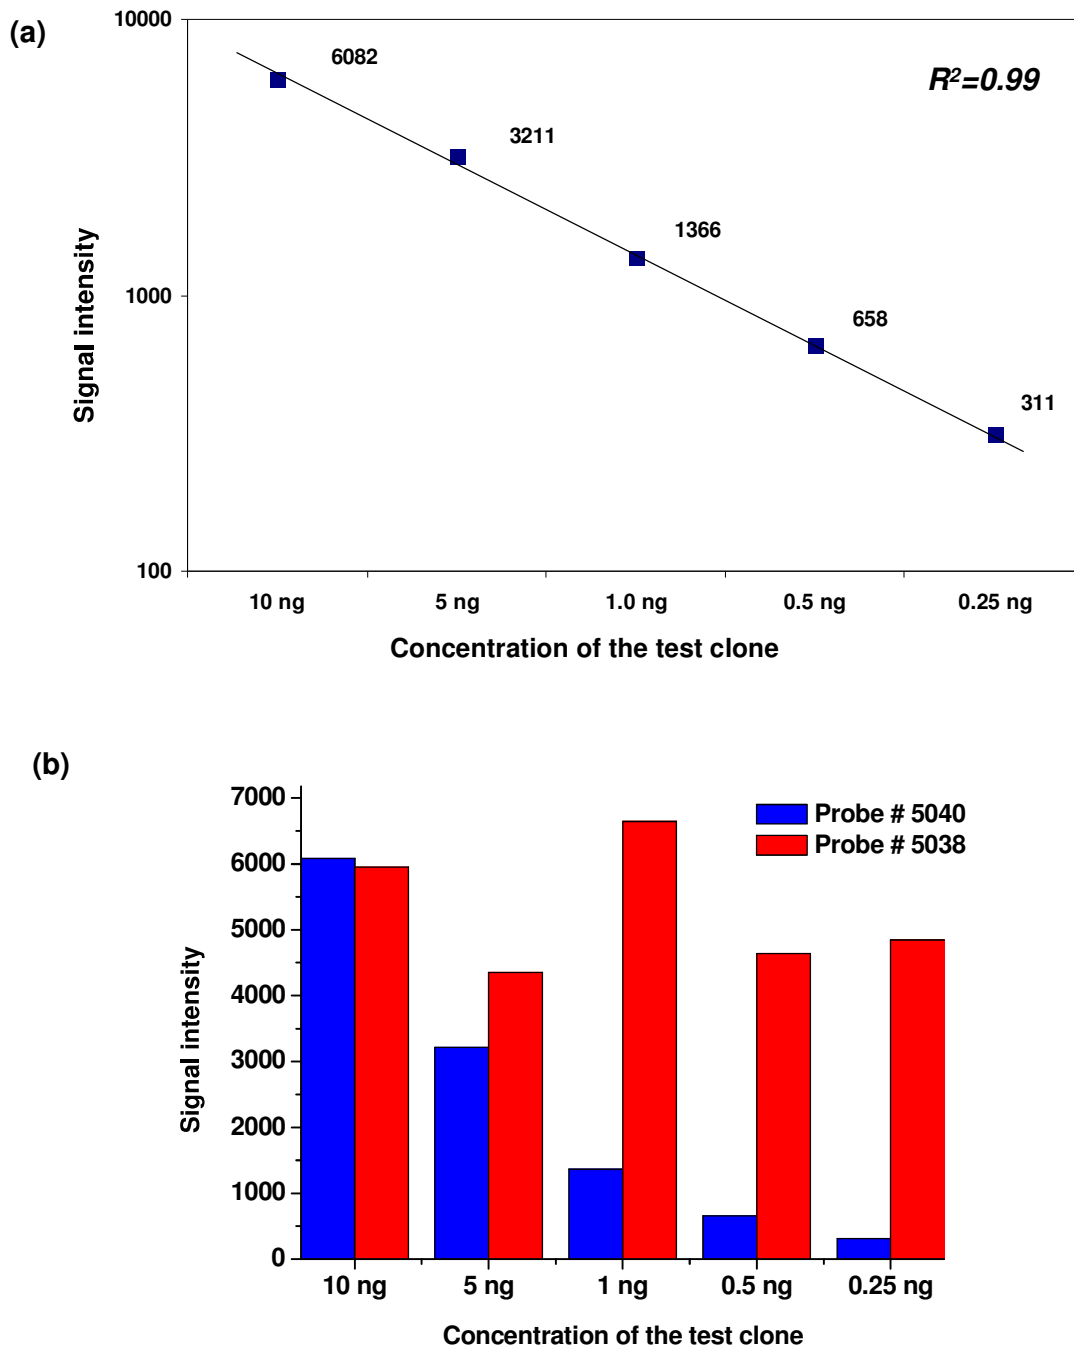 (a)
10000
6082
R²=0.99
3211
1366
1000
658
311
100
10 ng 5 ng 1.0 ng 0.5 ng 0.25 ng
Signal intensity
Concentration of the test clone
(b)
7000
Probe # 5040
Probe # 5038
6000
5000
4000
3000
2000
1000
0
10 ng 5 ng 1 ng 0.5 ng 0.25 ng
Signal intensity
Concentration of the test clone